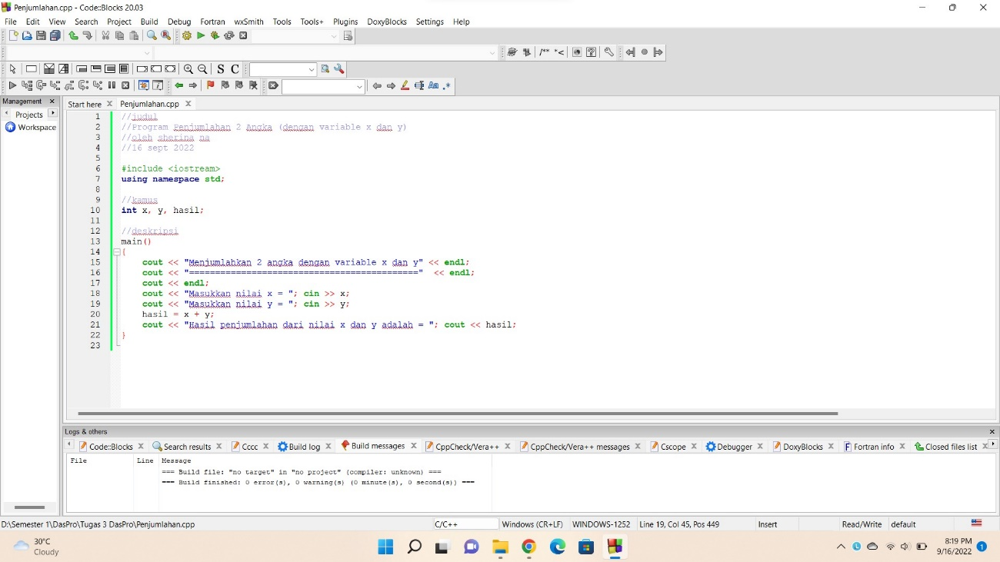 Penjumlahan.cpp - Code::Blocks 20.03
File Edit View Search Project Build Debug Fortran wxSmith Tools Tools+ Plugins DoxyBlocks Settings Help
/** *<
S C
Aa .*
Management
Projects
Workspace
Start here Penjumlahan.cpp
1 //judul
2 //Program Penjumlahan 2 Angka (dengan variable x dan y)
3 //oleh sherina na
4 //16 sept 2022
5
6 #include <iostream>
7 using namespace std;
8
9 //kamus
10 int x, y, hasil;
11
12 //deskripsi
13 main()
14 {
15 cout << "Menjumlahkan 2 angka dengan variable x dan y" << endl;
16 cout << "============================================" << endl;
17 cout << endl;
18 cout << "Masukkan nilai x = "; cin >> x;
19 cout << "Masukkan nilai y = "; cin >> y;
20 hasil = x + y;
21 cout << "Hasil penjumlahan dari nilai x dan y adalah = "; cout << hasil;
22 }
23
Logs & others
Code::Blocks Search results Cccc Build log Build messages CppCheck/Vera++ CppCheck/Vera++ messages Cscope Debugger DoxyBlocks Fortran info Closed files list
File Line Message
=== Build file: "no target" in "no project" (compiler: unknown) ===
=== Build finished: 0 error(s), 0 warning(s) (0 minute(s), 0 second(s)) ===
D:\Semester 1\DasPro\Tugas 3 DasPro\Penjumlahan.cpp C/C++ Windows (CR+LF) WINDOWS-1252 Line 19, Col 45, Pos 449 Insert Read/Write default
30°C
Cloudy
8:19 PM
9/16/2022
1